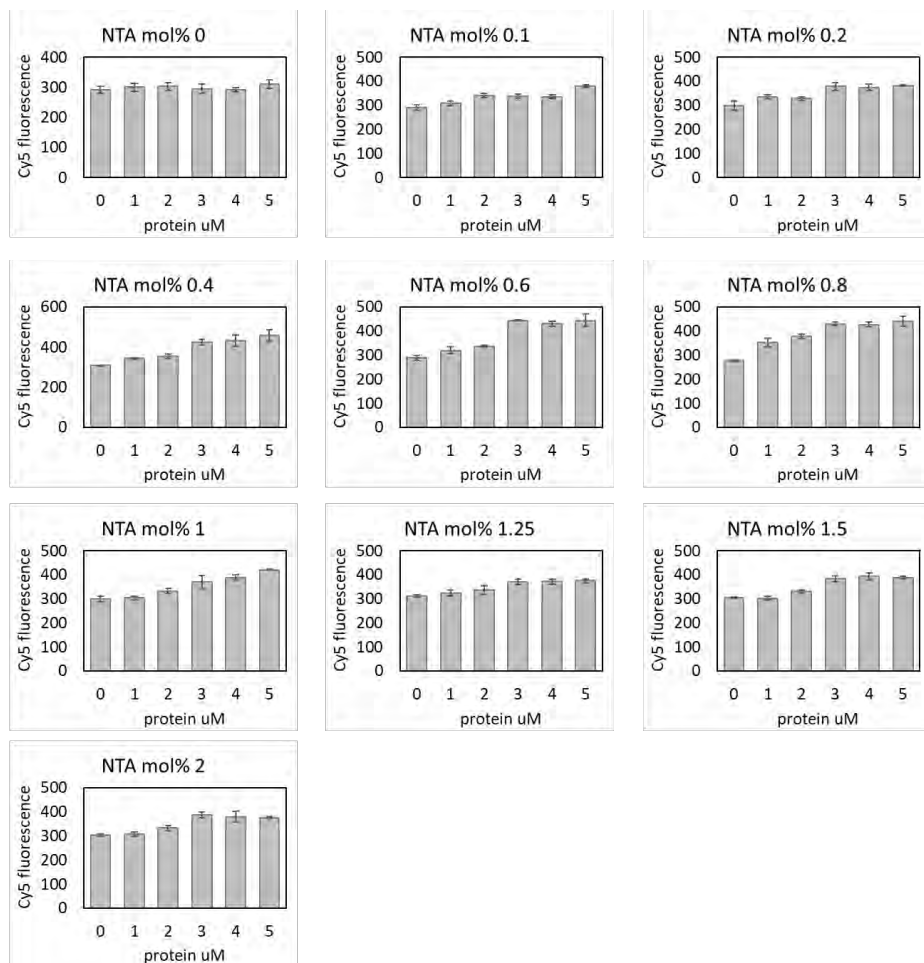 NTA mol% 0
Cy5 fluorescence
400
300
200
100
0
0 1 2 3 4 5
protein uM
NTA mol% 0.1
Cy5 fluorescence
500
400
300
200
100
0
0 1 2 3 4 5
protein uM
NTA mol% 0.2
Cy5 fluorescence
500
400
300
200
100
0
0 1 2 3 4 5
protein uM
NTA mol% 0.4
Cy5 fluorescence
600
400
200
0
0 1 2 3 4 5
protein uM
NTA mol% 0.6
Cy5 fluorescence
500
400
300
200
100
0
0 1 2 3 4 5
protein uM
NTA mol% 0.8
Cy5 fluorescence
500
400
300
200
100
0
0 1 2 3 4 5
protein uM
NTA mol% 1
Cy5 fluorescence
500
400
300
200
100
0
0 1 2 3 4 5
protein uM
NTA mol% 1.25
Cy5 fluorescence
500
400
300
200
100
0
0 1 2 3 4 5
protein uM
NTA mol% 1.5
Cy5 fluorescence
500
400
300
200
100
0
0 1 2 3 4 5
protein uM
NTA mol% 2
Cy5 fluorescence
500
400
300
200
100
0
0 1 2 3 4 5
protein uM